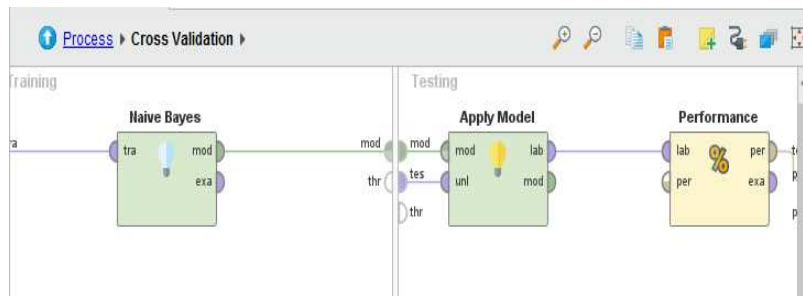 Process Cross Validation
Training
Testing
Naive Bayes
tra mod
exa
mod
thr
mod
tes
thr
Apply Model
mod lab
unl mod
Performance
% 
lab per
per exa